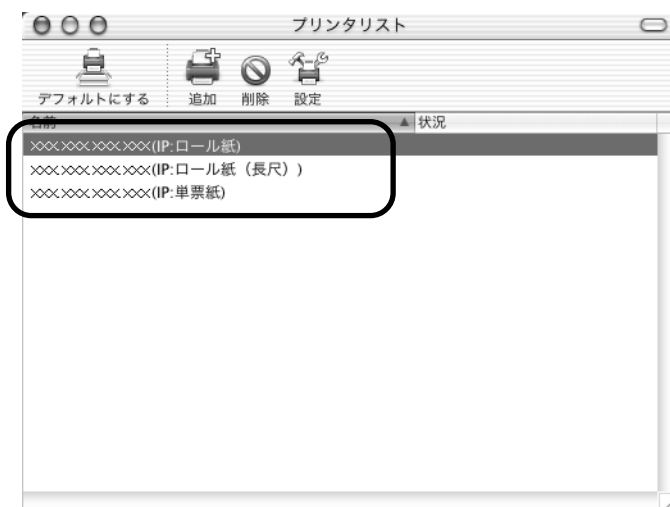 プリンタリスト
デフォルトにする 追加 削除 設定
名前 状況
XXX.XXX.XXX.XXX(IP:ロール紙)
XXX.XXX.XXX.XXX(IP:ロール紙（長尺）)
XXX.XXX.XXX.XXX(IP:単票紙)